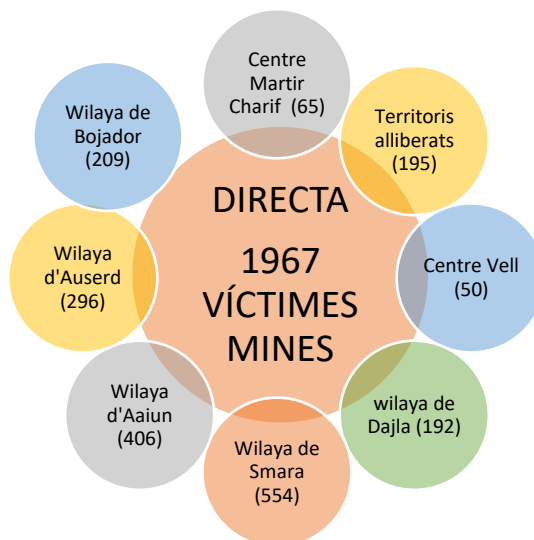 Centre
Martir
Charif (65)
Territoris
alliberats
(195)
Centre Vell
(50)
wilaya de
Dajla (192)
Wilaya de
Smara
(554)
Wilaya
d'Aaiun
(406)
Wilaya
d'Auserd
(296)
Wilaya de
Bojador
(209)
DIRECTA
1967
VÍCTIMES
MINES